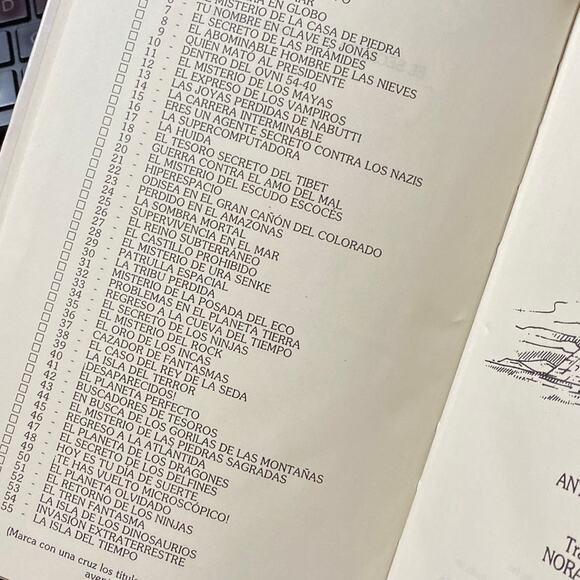 EN GLOBO
MISTERIO DE LA CASA DE PIEDRA
6 - TU NOMBRE EN CLAVE ES JONÁS
7 - EL SECRETO DE LAS PIRÁMIDES
8 - EL ABOMINABLE HOMBRE DE LAS NIEVES
9 - QUIÉN MATÓ AL PRESIDENTE
10 - DENTRO DEL OVNI 54-40
11 - EL MISTERIO DE LOS MAYAS
12 - EL EXPRESO DE LOS VAMPIROS
13 - LAS JOYAS PERDIDAS DE NABUTTI
14 - LA CARRERA INTERMINABLE
15 - ERES UN AGENTE SECRETO CONTRA LOS NAZIS
16 - LA SUPERCOMPUTADORA
17 - LA HUIDA
18 - EL TESORO SECRETO DEL TIBET
19 - GUERRA CONTRA EL AMO DEL MAL
20 - EL MISTERIO DEL ESCUDO ESCOCÉS
21 - HIPERESPACIO
22 - ODISEA EN EL GRAN CAÑÓN DEL COLORADO
23 - PERDIDO EN EL AMAZONAS
24 - LA SOMBRA MORTAL
25 - SUPERVIVENCIA EN EL MAR
26 - EL REINO SUBTERRÁNEO
27 - EL CASTILLO PROHIBIDO
28 - EL MISTERIO DE URA SENKE
29 - PATRULLA ESPACIAL
30 - LA TRIBU PERDIDA
31 - MISTERIO DE LA POSADA DEL ECO
32 - PROBLEMAS EN EL PLANETA TIERRA
33 - REGRESO A LA CUEVA DEL TIEMPO
34 - EL SECRETO DE LOS NINJAS
35 - EL MISTERIO DEL ROCK
36 - EL ORO DE LOS INCAS
37 - CAZADOR DE FANTASMAS
38 - EL CASO DEL REY DE LA SEDA
39 - LA ISLA DEL TERROR
40 - ¡DESAPARECIDO!
41 - EL PLANETA PERFECTO
42 - BUSCADORES DE TESOROS
43 - EN BUSCA DE LOS GORILAS DE LAS MONTAÑAS
44 - EL MISTERIO DE LAS PIEDRAS SAGRADAS
45 - REGRESO A LA ATLÁNTIDA
46 - EL PLANETA DE LOS DRAGONES
47 - EL SECRETO DE LOS DELFINES
48 - HOY ES TU DÍA DE SUERTE
49 - ¡TE HAS VUELTO MICROSCÓPICO!
50 - EL PLANETA OLVIDADO
51 - EL RETORNO DE LOS NINJAS
52 - EL TREN FANTASMA
53 - LA ISLA DE LOS DINOSAURIOS
54 - INVASIÓN EXTRATERRESTRE
55 - LA ISLA DEL TIEMPO
(Marca con una cruz los títulos
aven
AN
Tra
NORA